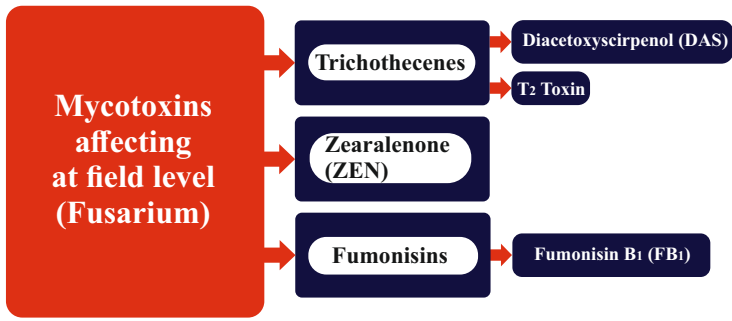 Mycotoxins
affecting
at field level
(Fusarium)
Trichothecenes
Diacetoxyscirpenol (DAS)
T2 Toxin
Zearalenone
(ZEN)
Fumonisins
Fumonisin B1 (FB1)